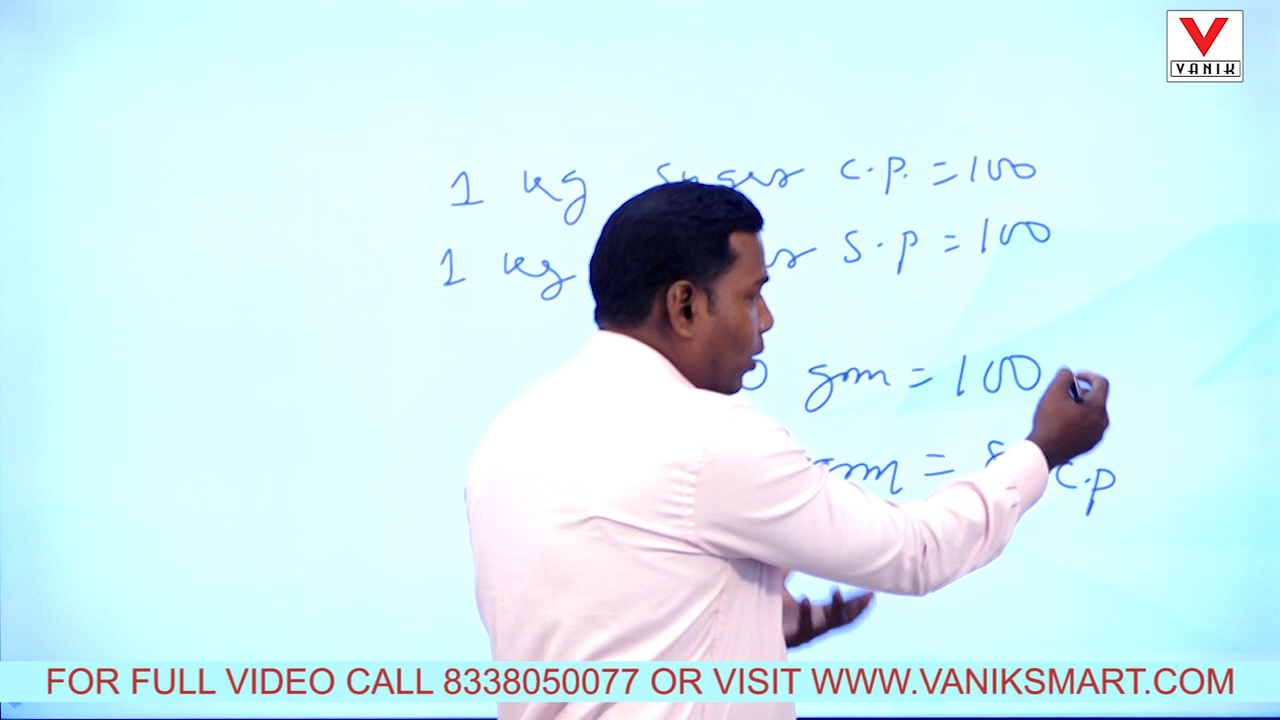 VANIK
1 kg sugar C.P. = 100
1 kg S.P = 100
gm = 100
gm = C.P
FOR FULL VIDEO CALL 8338050077 OR VISIT WWW.VANIKSMART.COM